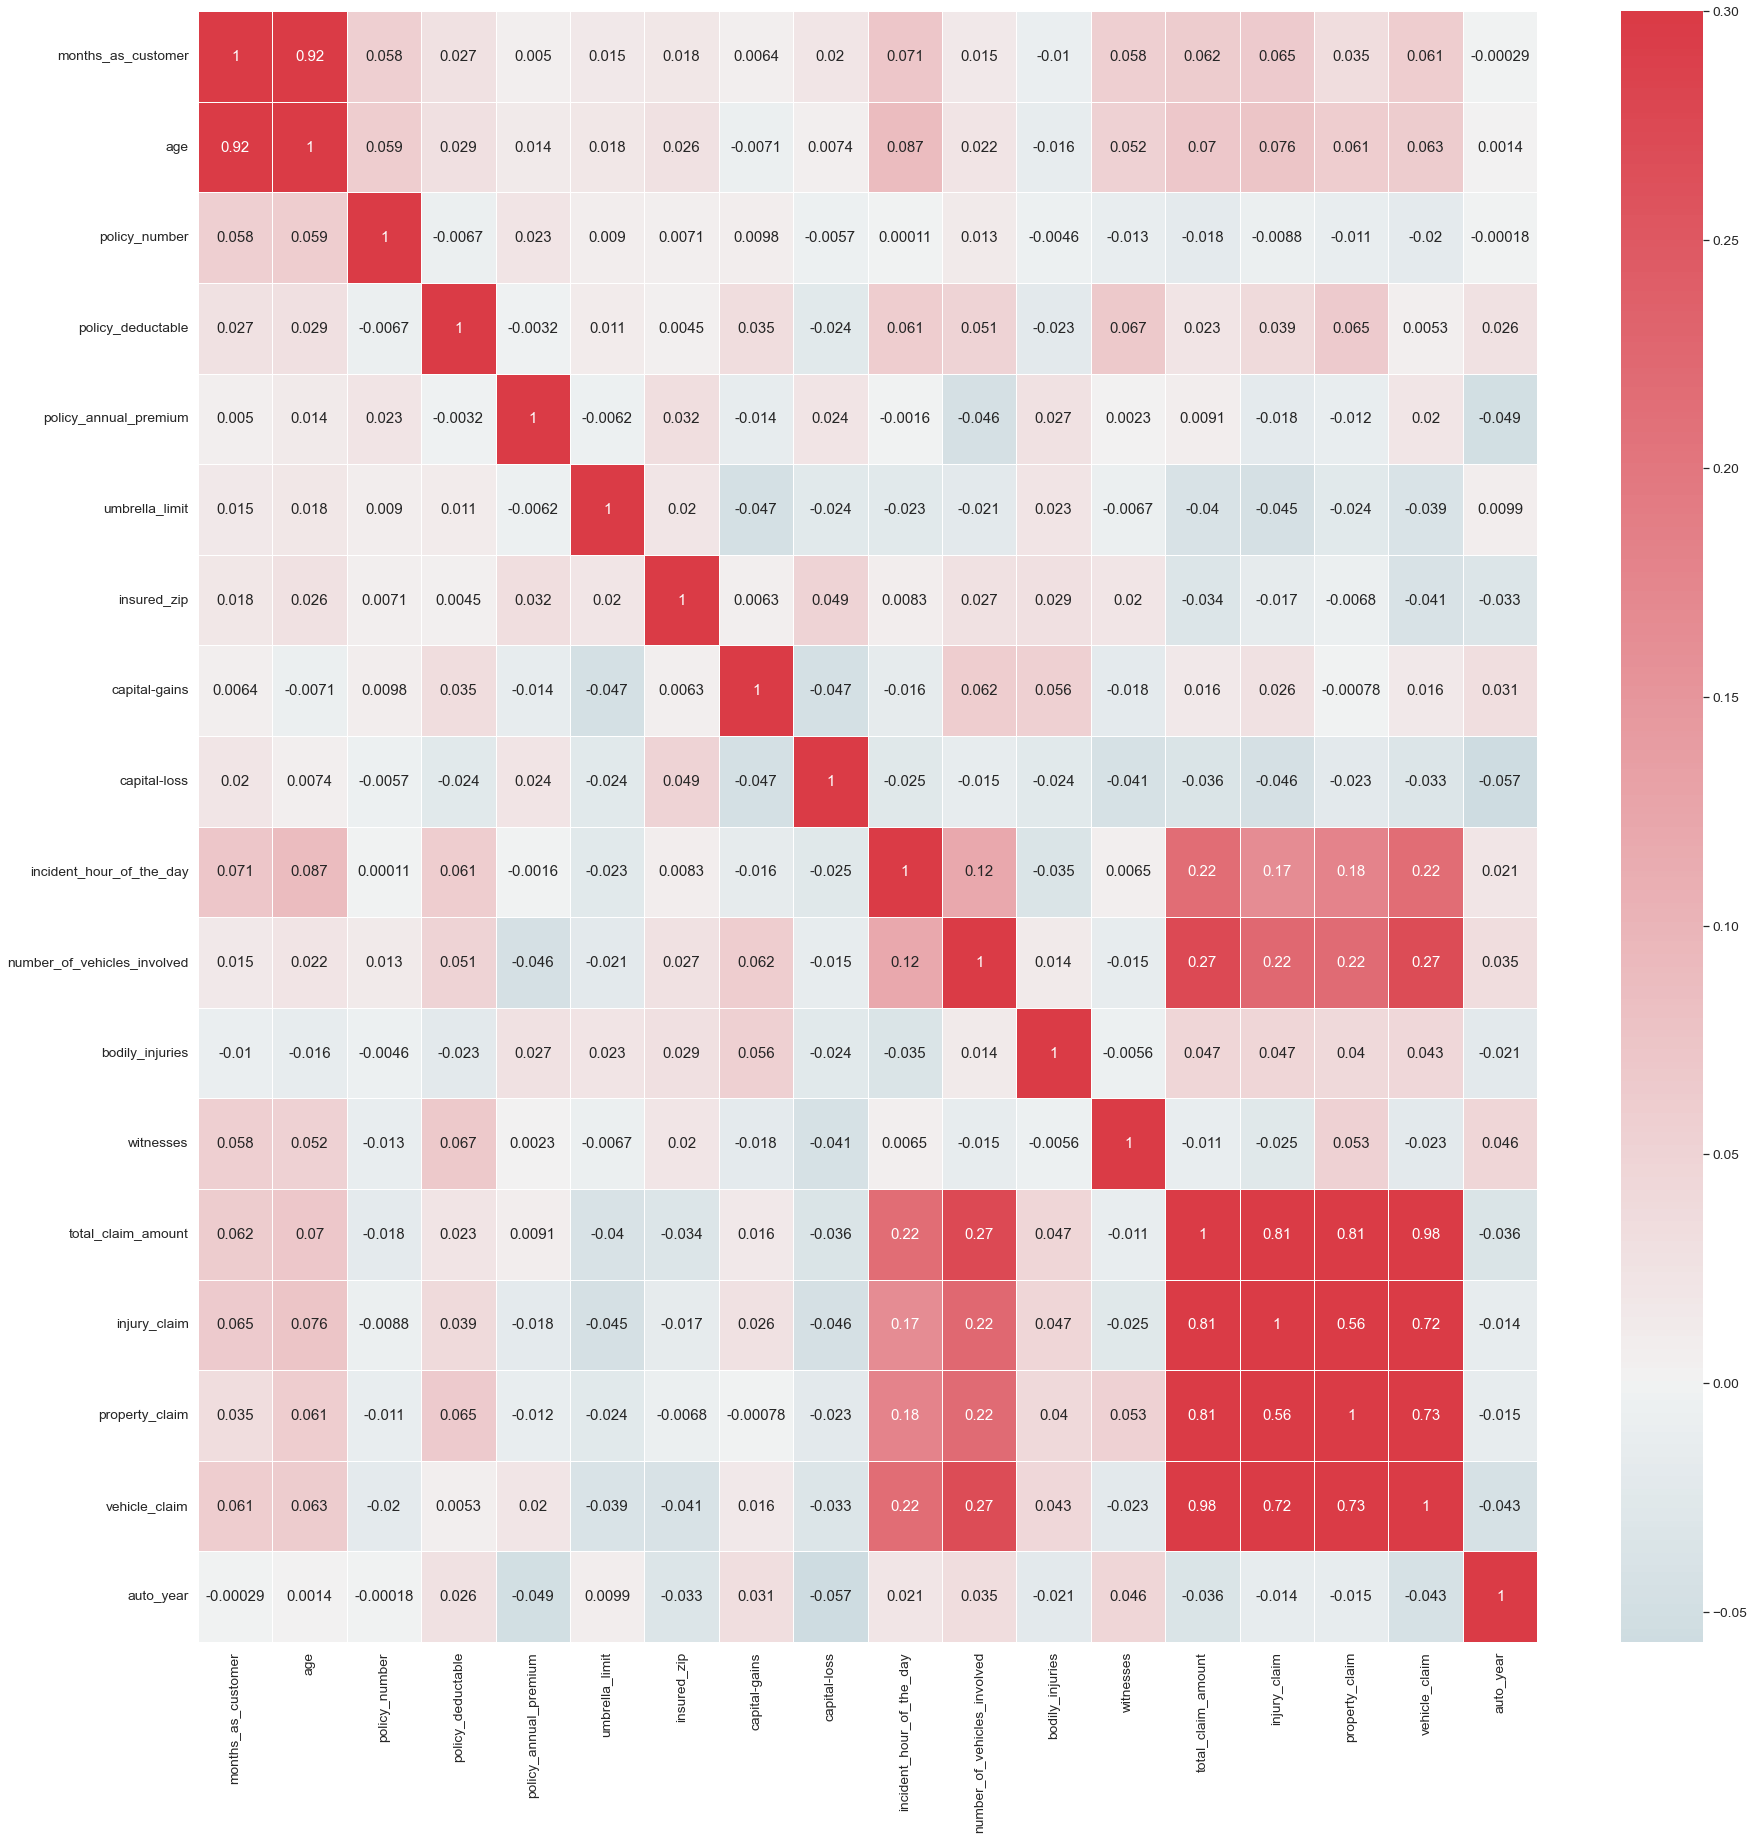 months_as_customer 1 0.92 0.058 0.027 0.005 0.015 0.018 0.0064 0.02 0.071 0.015 -0.01 0.058 0.062 0.065 0.035 0.061 -0.00029
age 0.92 1 0.059 0.029 0.014 0.018 0.026 -0.0071 0.0074 0.087 0.022 -0.016 0.052 0.07 0.076 0.061 0.063 0.0014
policy_number 0.058 0.059 1 -0.0067 0.023 0.009 0.0071 0.0098 -0.0057 0.00011 0.013 -0.0046 -0.013 -0.018 -0.0088 -0.011 -0.02 -0.00018
policy_deductable 0.027 0.029 -0.0067 1 -0.0032 0.011 0.0045 0.035 -0.024 0.061 0.051 -0.023 0.067 0.023 0.039 0.065 0.0053 0.026
policy_annual_premium 0.005 0.014 0.023 -0.0032 1 -0.0062 0.032 -0.014 0.024 -0.0016 -0.046 0.027 0.0023 0.0091 -0.018 -0.012 0.02 -0.049
umbrella_limit 0.015 0.018 0.009 0.011 -0.0062 1 0.02 -0.047 -0.024 -0.023 -0.021 0.023 -0.0067 -0.04 -0.045 -0.024 -0.039 0.0099
insured_zip 0.018 0.026 0.0071 0.0045 0.032 0.02 1 0.0063 0.049 0.0083 0.027 0.029 0.02 -0.034 -0.017 -0.0068 -0.041 -0.033
capital-gains 0.0064 -0.0071 0.0098 0.035 -0.014 -0.047 0.0063 1 -0.047 -0.016 0.062 0.056 -0.018 0.016 0.026 -0.00078 0.016 0.031
capital-loss 0.02 0.0074 -0.0057 -0.024 0.024 -0.024 0.049 -0.047 1 -0.025 -0.015 -0.024 -0.041 -0.036 -0.046 -0.023 -0.033 -0.057
incident_hour_of_the_day 0.071 0.087 0.00011 0.061 -0.0016 -0.023 0.0083 -0.016 -0.025 1 0.12 -0.035 0.0065 0.22 0.17 0.18 0.22 0.021
number_of_vehicles_involved 0.015 0.022 0.013 0.051 -0.046 -0.021 0.027 0.062 -0.015 0.12 1 0.014 -0.015 0.27 0.22 0.22 0.27 0.035
bodily_injuries -0.01 -0.016 -0.0046 -0.023 0.027 0.023 0.029 0.056 -0.024 -0.035 0.014 1 -0.0056 0.047 0.047 0.04 0.043 -0.021
witnesses 0.058 0.052 -0.013 0.067 0.0023 -0.0067 0.02 -0.018 -0.041 0.0065 -0.015 -0.0056 1 -0.011 -0.025 0.053 -0.023 0.046
total_claim_amount 0.062 0.07 -0.018 0.023 0.0091 -0.04 -0.034 0.016 -0.036 0.22 0.27 0.047 -0.011 1 0.81 0.81 0.98 -0.036
injury_claim 0.065 0.076 -0.0088 0.039 -0.018 -0.045 -0.017 0.026 -0.046 0.17 0.22 0.047 -0.025 0.81 1 0.56 0.72 -0.014
property_claim 0.035 0.061 -0.011 0.065 -0.012 -0.024 -0.0068 -0.00078 -0.023 0.18 0.22 0.04 0.053 0.81 0.56 1 0.73 -0.015
vehicle_claim 0.061 0.063 -0.02 0.0053 0.02 -0.039 -0.041 0.016 -0.033 0.22 0.27 0.043 -0.023 0.98 0.72 0.73 1 -0.043
auto_year -0.00029 0.0014 -0.00018 0.026 -0.049 0.0099 -0.033 0.031 -0.057 0.021 0.035 -0.021 0.046 -0.036 -0.014 -0.015 -0.043 1
months_as_customer
age
policy_number
policy_deductable
policy_annual_premium
umbrella_limit
insured_zip
capital-gains
capital-loss
incident_hour_of_the_day
number_of_vehicles_involved
bodily_injuries
witnesses
total_claim_amount
injury_claim
property_claim
vehicle_claim
auto_year
0.30
0.25
0.20
0.15
0.10
0.05
0.00
−0.05